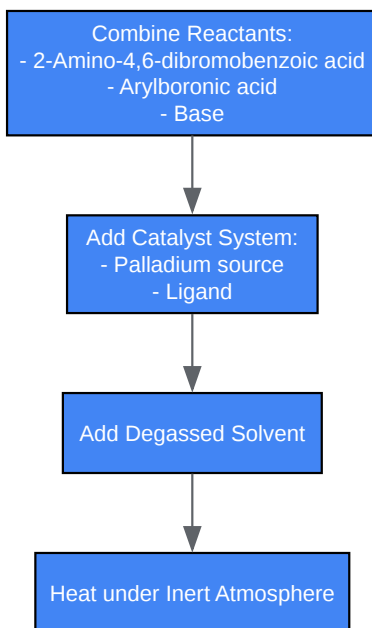 Combine Reactants:
- 2-Amino-4,6-dibromobenzoic acid
- Arylboronic acid
- Base
Add Catalyst System:
- Palladium source
- Ligand
Add Degassed Solvent
Heat under Inert Atmosphere